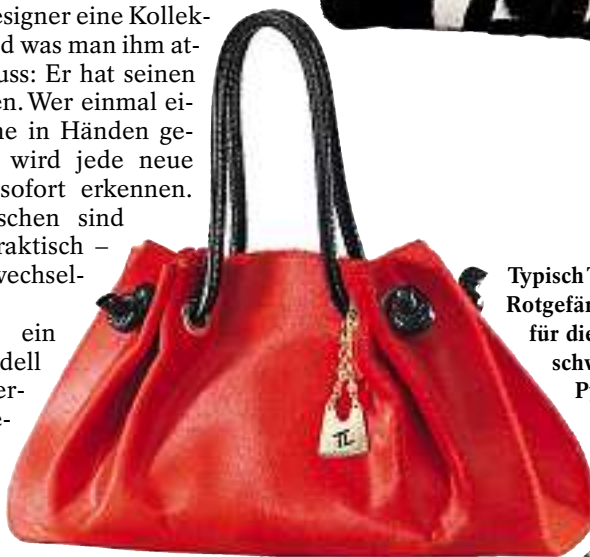 esigner eine Kollek-
d was man ihm at-
uss: Er hat seinen
en. Wer einmal ei-
ne in Händen ge-
wird jede neue
sofort erkennen.
schen sind
raktisch –
wechsel-
ein
dell
er-
e-
Typisch
Rotgefär
für die
schw
P
TL